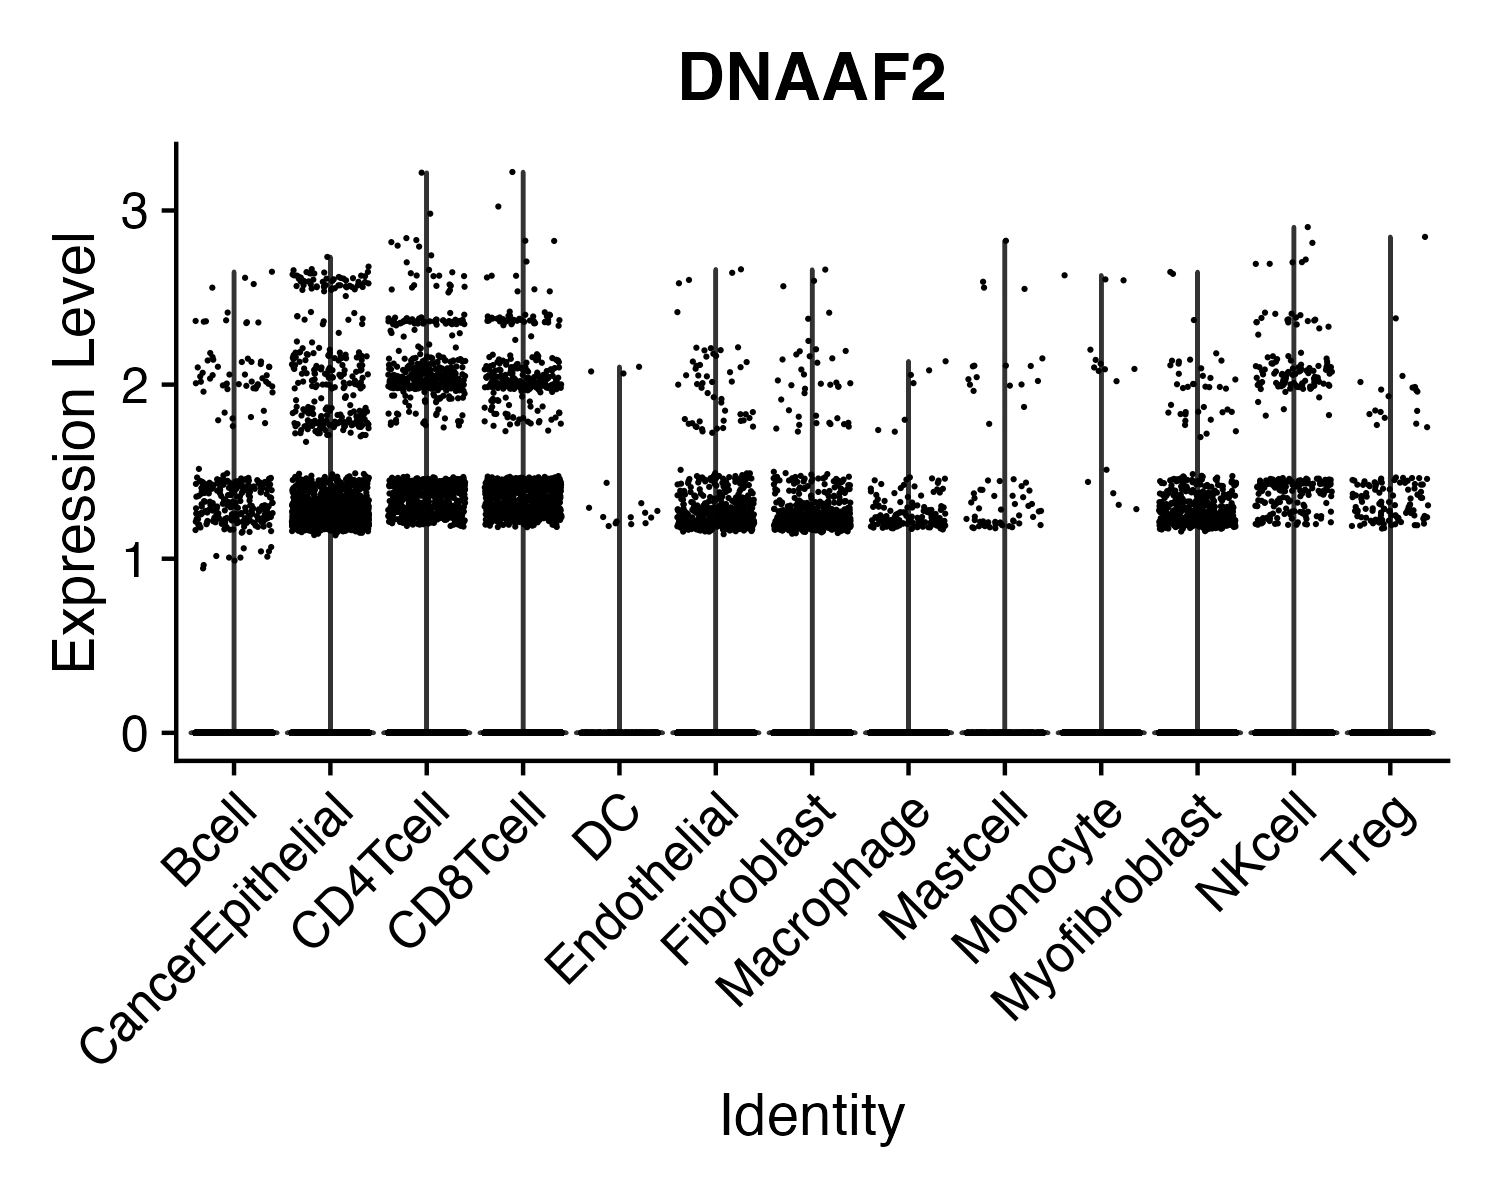 DNAAF2
Expression Level
3
2
1
0
Bcell
CancerEpithelial
CD4Tcell
CD8Tcell
DC
Endothelial
Fibroblast
Macrophage
Mastcell
Monocyte
Myofibroblast
NKcell
Treg
Identity